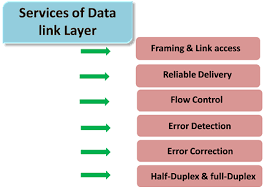 Services of Data
link Layer
Framing & Link access
Reliable Delivery
Flow Control
Error Detection
Error Correction
Half-Duplex & full-Duplex